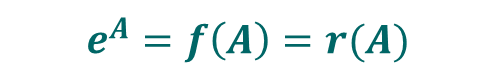 e^A = f(A) = r(A)